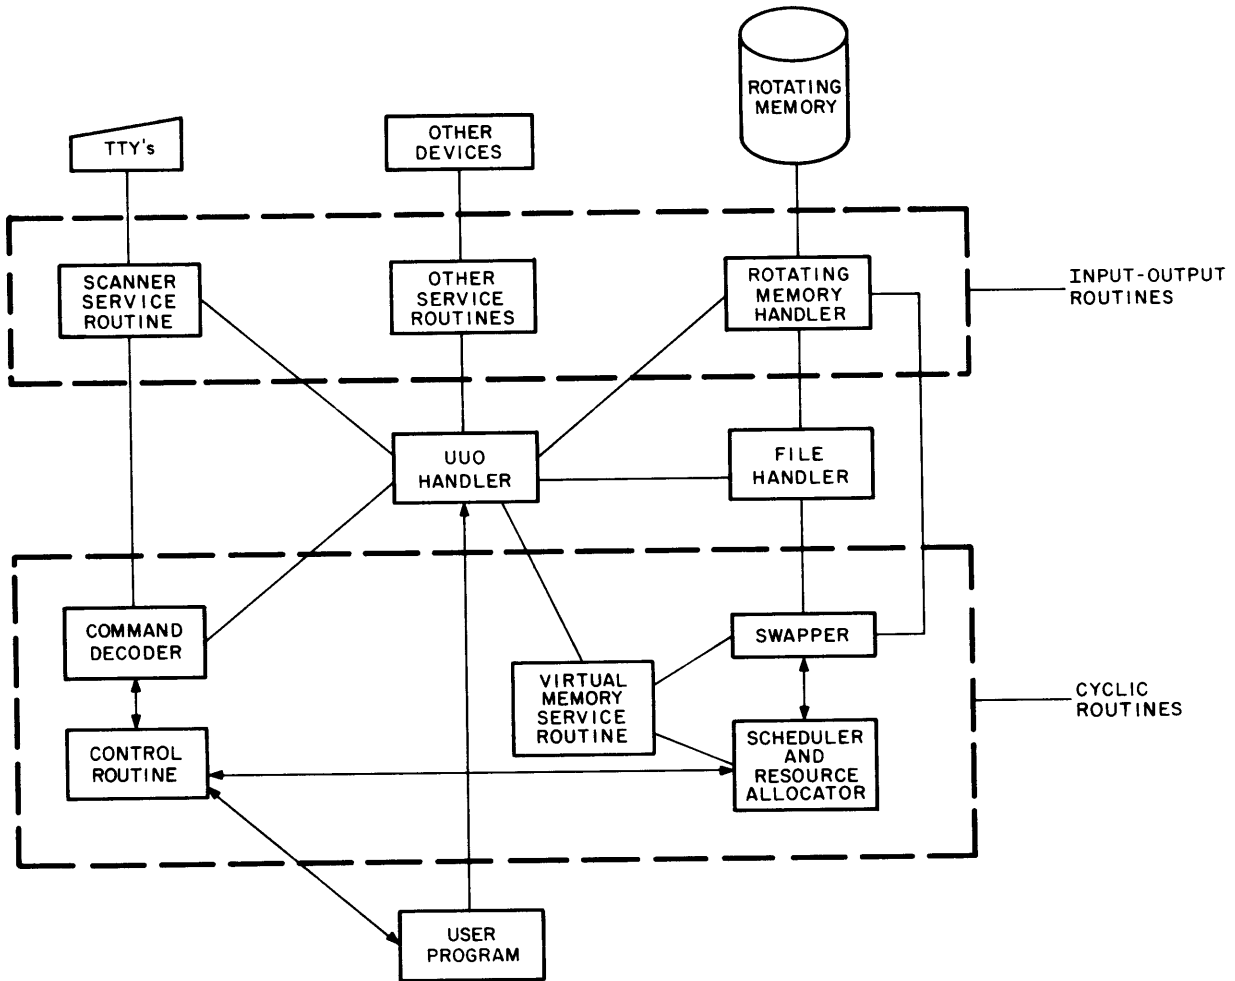 ROTATING
MEMORY
TTY's
OTHER
DEVICES
SCANNER
SERVICE
ROUTINE
OTHER
SERVICE
ROUTINES
ROTATING
MEMORY
HANDLER
INPUT-OUTPUT
ROUTINES
UUO
HANDLER
FILE
HANDLER
COMMAND
DECODER
SWAPPER
VIRTUAL
MEMORY
SERVICE
ROUTINE
CYCLIC
ROUTINES
CONTROL
ROUTINE
SCHEDULER
AND
RESOURCE
ALLOCATOR
USER
PROGRAM